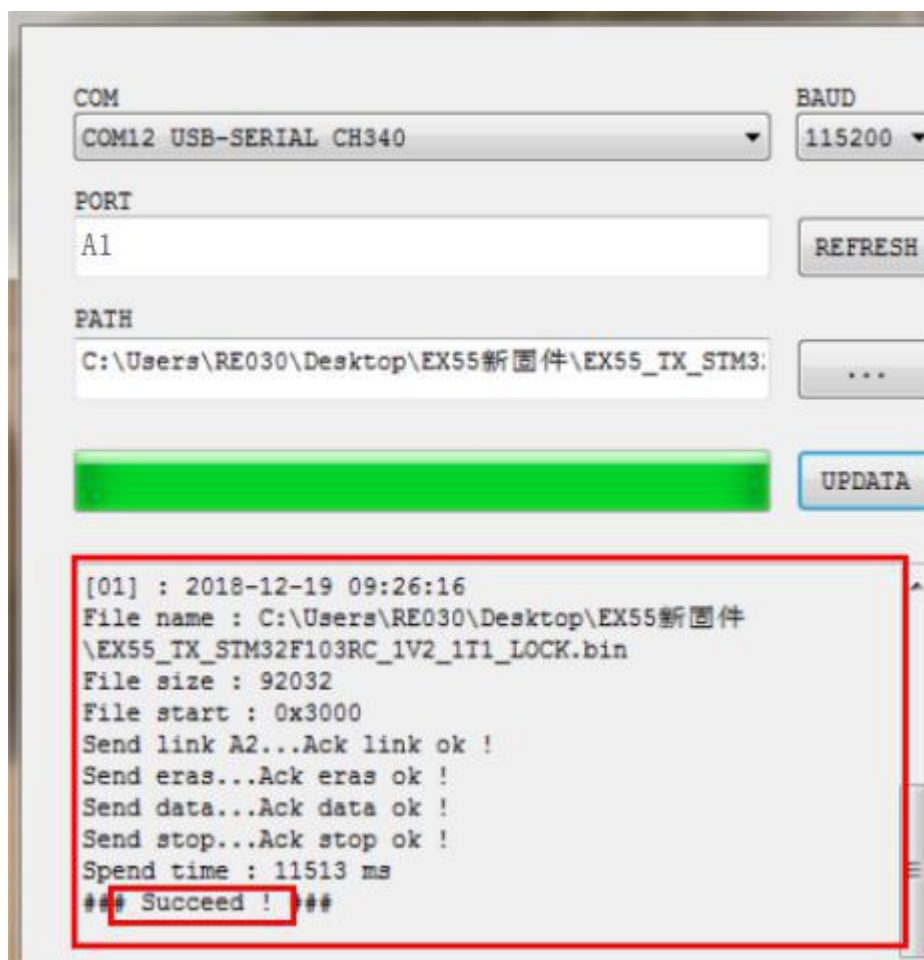 COM
BAUD
COM12 USB-SERIAL CH340
115200
PORT
A1
REFRESH
PATH
C:\Users\RE030\Desktop\EX55新固件\EX55_TX_STM3
...
UPDATA
[01] : 2018-12-19 09:26:16
File name : C:\Users\RE030\Desktop\EX55新固件
\EX55_TX_STM32F103RC_1V2_1T1_LOCK.bin
File size : 92032
File start : 0x3000
Send link A2...Ack link ok !
Send eras...Ack eras ok !
Send data...Ack data ok !
Send stop...Ack stop ok !
Spend time : 11513 ms
### Succeed ! ###